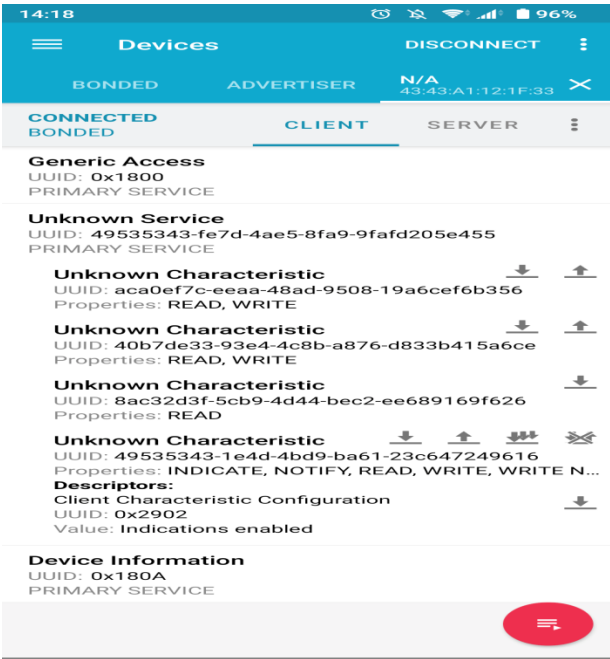 14:18
96%
Devices
DISCONNECT
BONDED
ADVERTISER
N/A
43:43:A1:12:1F:33
CONNECTED
BONDED
CLIENT
SERVER
Generic Access
UUID: 0x1800
PRIMARY SERVICE
Unknown Service
UUID: 49535343-fe7d-4ae5-8fa9-9fafd205e455
PRIMARY SERVICE
Unknown Characteristic
UUID: aca0ef7c-eeaa-48ad-9508-19a6cef6b356
Properties: READ, WRITE
Unknown Characteristic
UUID: 40b7de33-93e4-4c8b-a876-d833b415a6ce
Properties: READ, WRITE
Unknown Characteristic
UUID: 8ac32d3f-5cb9-4d44-bec2-ee689169f626
Properties: READ
Unknown Characteristic
UUID: 49535343-1e4d-4bd9-ba61-23c647249616
Properties: INDICATE, NOTIFY, READ, WRITE, WRITE N...
Descriptors:
Client Characteristic Configuration
UUID: 0x2902
Value: Indications enabled
Device Information
UUID: 0x180A
PRIMARY SERVICE